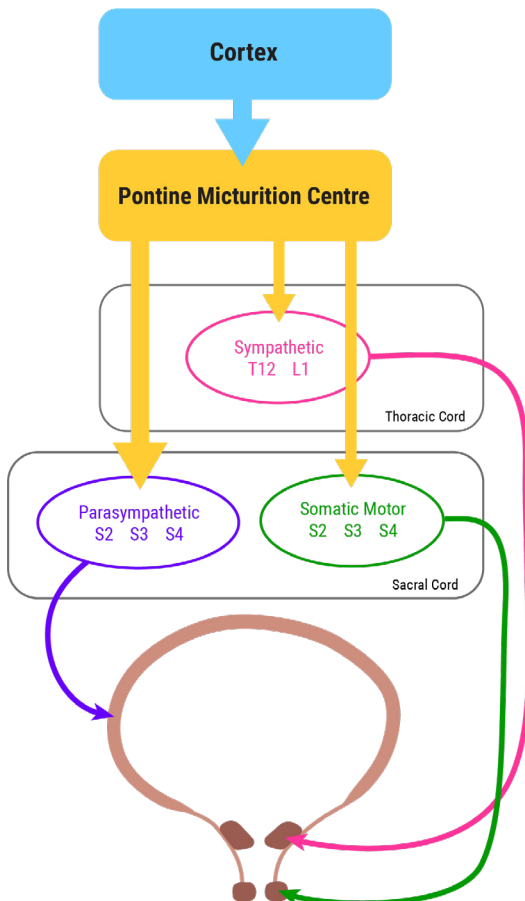 Cortex
Pontine Micturition Centre
Sympathetic
T12 L1
Thoracic Cord
Parasympathetic
S2 S3 S4
Somatic Motor
S2 S3 S4
Sacral Cord